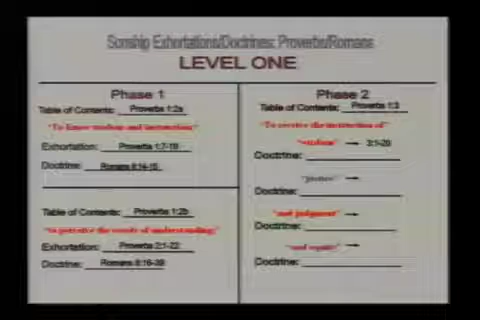 Sonship Exhortations/Doctrines: Proverbs/Romans
LEVEL ONE
Phase 1
Table of Contents: Proverbs 1:2a
"To know wisdom and instruction;"
Exhortation: Proverbs 1:7-19
Doctrine: Romans 8:14-15
Table of Contents: Proverbs 1:2b
"to perceive the words of understanding;"
Exhortation: Proverbs 2:1-22
Doctrine: Romans 8:16-39
Phase 2
Table of Contents: Proverbs 1:3
"To receive the instruction of"
"wisdom" → 3:1-20
Doctrine:
"justice" →
Doctrine:
"and judgment" →
Doctrine:
"and equity" →
Doctrine: